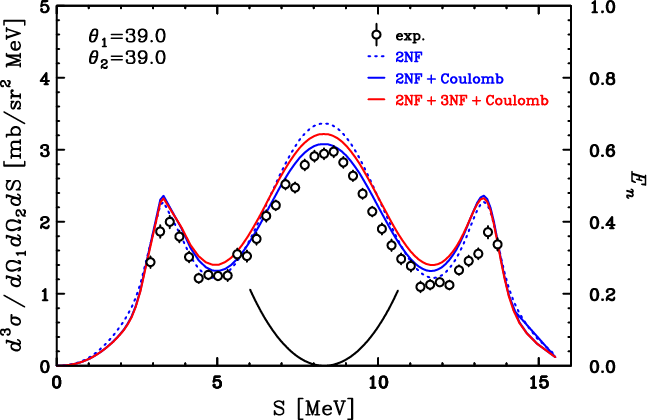 5
4
3
2
1
0
d³σ / dΩ₁dΩ₂dS [mb/sr² MeV]
θ₁=39.0
θ₂=39.0
exp.
2NF
2NF + Coulomb
2NF + 3NF + Coulomb
1.0
0.8
0.6
0.4
0.2
0.0
Eₙ
0 5 10 15
S [MeV]